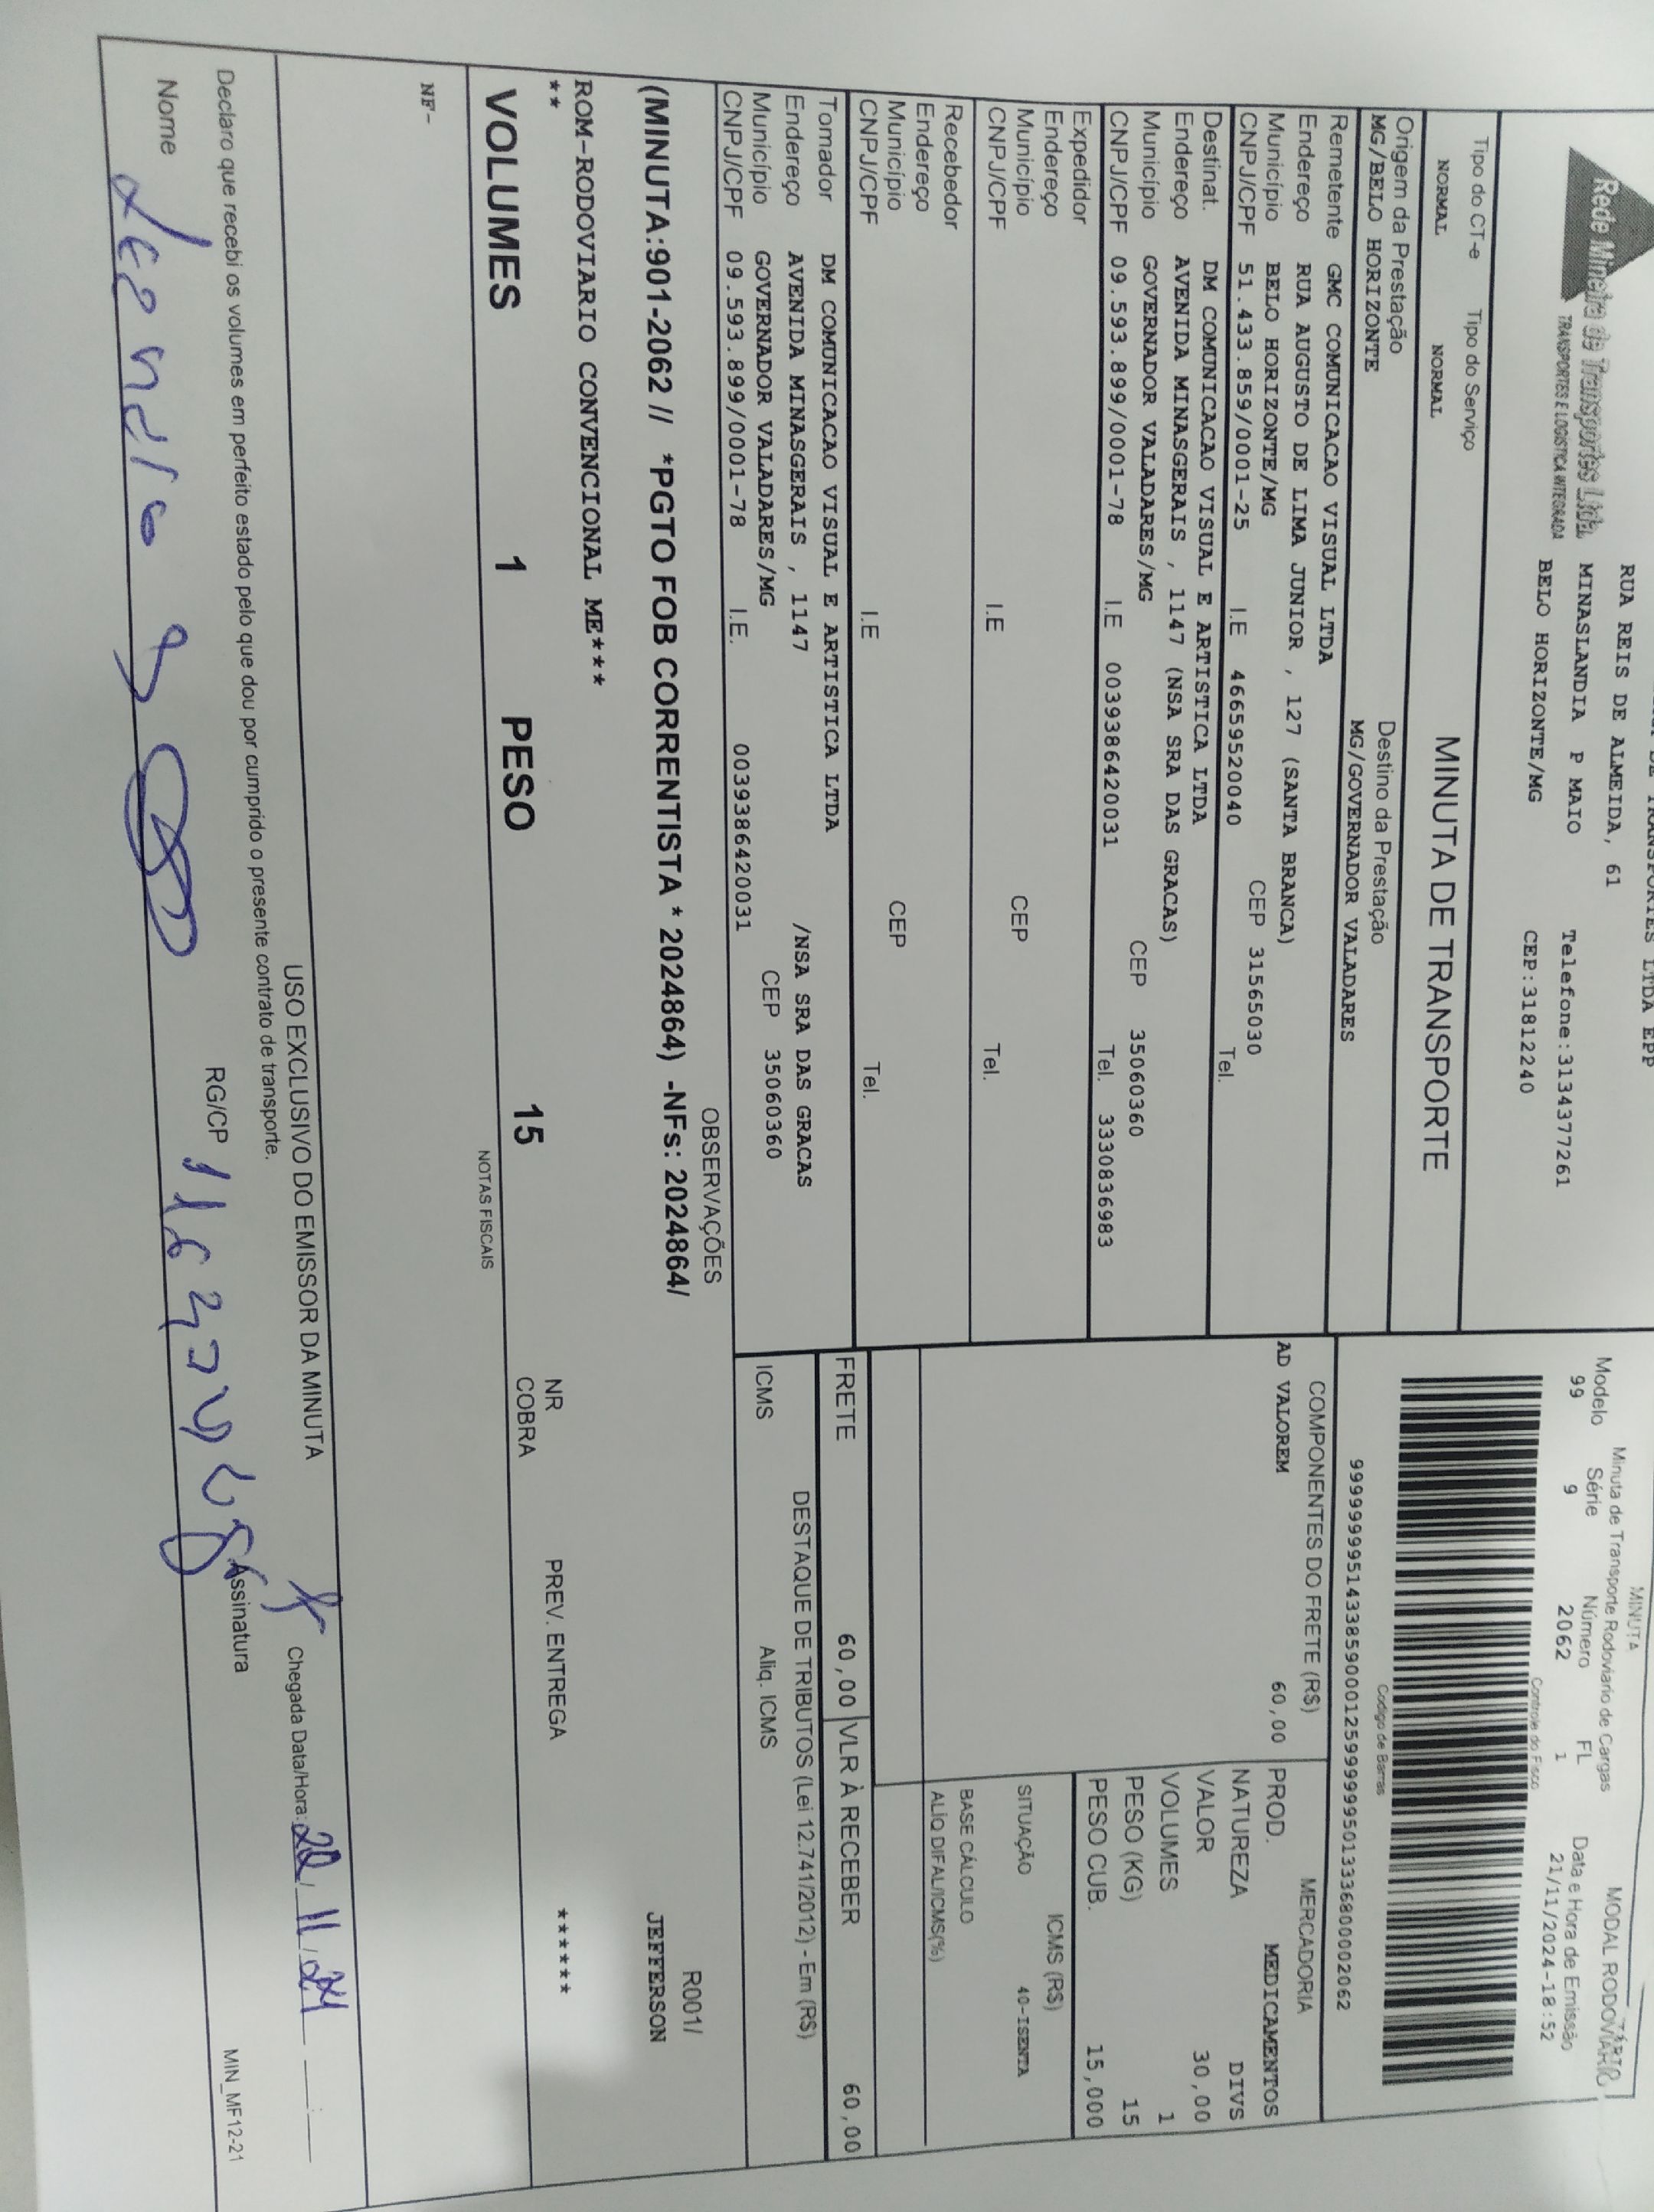 Rede Mineira de Transportes Ltda.
TRANSPORTES E LOGÍSTICA INTEGRADA
TRANSPORTES LTDA EPP
RUA REIS DE ALMEIDA, 61
MINASLANDIA P MAIO Telefone:3134377261
BELO HORIZONTE/MG CEP:31812240
Tipo do CT-e Tipo do Serviço
NORMAL NORMAL
MINUTA DE TRANSPORTE
MINUTA
MODAL RODOVIÁRIO
Minuta de Transporte Rodoviario de Cargas
Modelo Série Número FL Data e Hora de Emissão
99 9 2062 1 21/11/2024-18:52
Controle do Fisco
Codigo de Barras
Origem da Prestação Destino da Prestação
MG/BELO HORIZONTE MG/GOVERNADOR VALADARES
Remetente GMC COMUNICACAO VISUAL LTDA
Endereço RUA AUGUSTO DE LIMA JUNIOR , 127 (SANTA BRANCA)
Município BELO HORIZONTE/MG CEP 31565030
CNPJ/CPF 51.433.859/0001-25 I.E 4665952​0040 Tel.
Destinat. DM COMUNICACAO VISUAL E ARTISTICA LTDA
Endereço AVENIDA MINASGERAIS , 1147 (NSA SRA DAS GRACAS)
Município GOVERNADOR VALADARES/MG CEP 35060360
CNPJ/CPF 09.593.899/0001-78 I.E 0039386420031 Tel. 3330836983
Expedidor
Endereço
Município CEP
CNPJ/CPF I.E Tel.
Recebedor
Endereço
Município CEP
CNPJ/CPF I.E Tel.
Tomador DM COMUNICACAO VISUAL E ARTISTICA LTDA
Endereço AVENIDA MINASGERAIS , 1147 /NSA SRA DAS GRACAS
Município GOVERNADOR VALADARES/MG CEP 35060360
CNPJ/CPF 09.593.899/0001-78 I.E. 0039386420031
COMPONENTES DO FRETE (R$)
AD VALOREM 60,00
MERCADORIA
PROD. MEDICAMENTOS
NATUREZA DIVS
VALOR 30,00
VOLUMES 1
PESO (KG) 15
PESO CUB. 15,000
ICMS (R$)
SITUAÇÃO 40-ISENTA
BASE CÁLCULO
ALÍQ DIFAL/ICMS(%)
FRETE 60,00 VLR À RECEBER 60,00
DESTAQUE DE TRIBUTOS (Lei 12.741/2012) - Em (R$)
ICMS Aliq. ICMS
OBSERVAÇÕES
(MINUTA:901-2062 // *PGTO FOB CORRENTISTA * 2024864) -NFs: 2024864/
R001/
JEFFERSON
ROM-RODOVIARIO CONVENCIONAL ME****
**
NR PREV. ENTREGA ******
COBRA
VOLUMES 1 PESO 15
NOTAS FISCAIS
NF-
USO EXCLUSIVO DO EMISSOR DA MINUTA
Chegada Data/Hora: 22/11/24
Declaro que recebi os volumes em perfeito estado pelo que dou por cumprido o presente contrato de transporte.
Nome RG/CP Assinatura
MIN_MF12-21